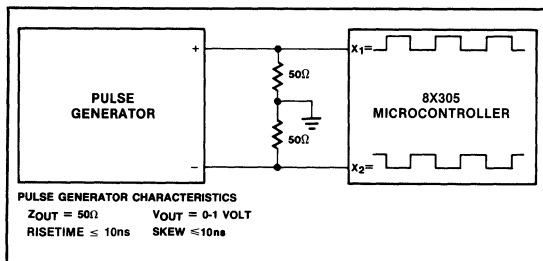 +
X1=
50Ω
PULSE
GENERATOR
8X305
MICROCONTROLLER
50Ω
−
X2=
PULSE GENERATOR CHARACTERISTICS
ZOUT = 50Ω VOUT = 0-1 VOLT
RISETIME ≤ 10ns SKEW ≤10ns